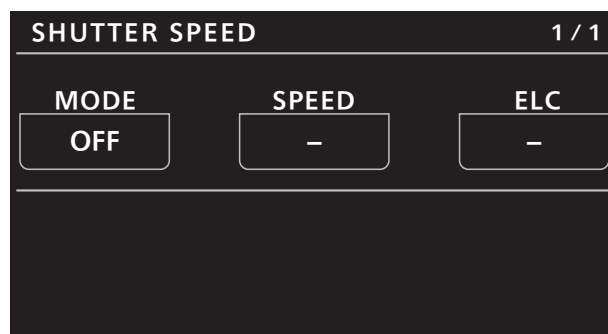 SHUTTER SPEED 1 / 1
MODE SPEED ELC
OFF – –